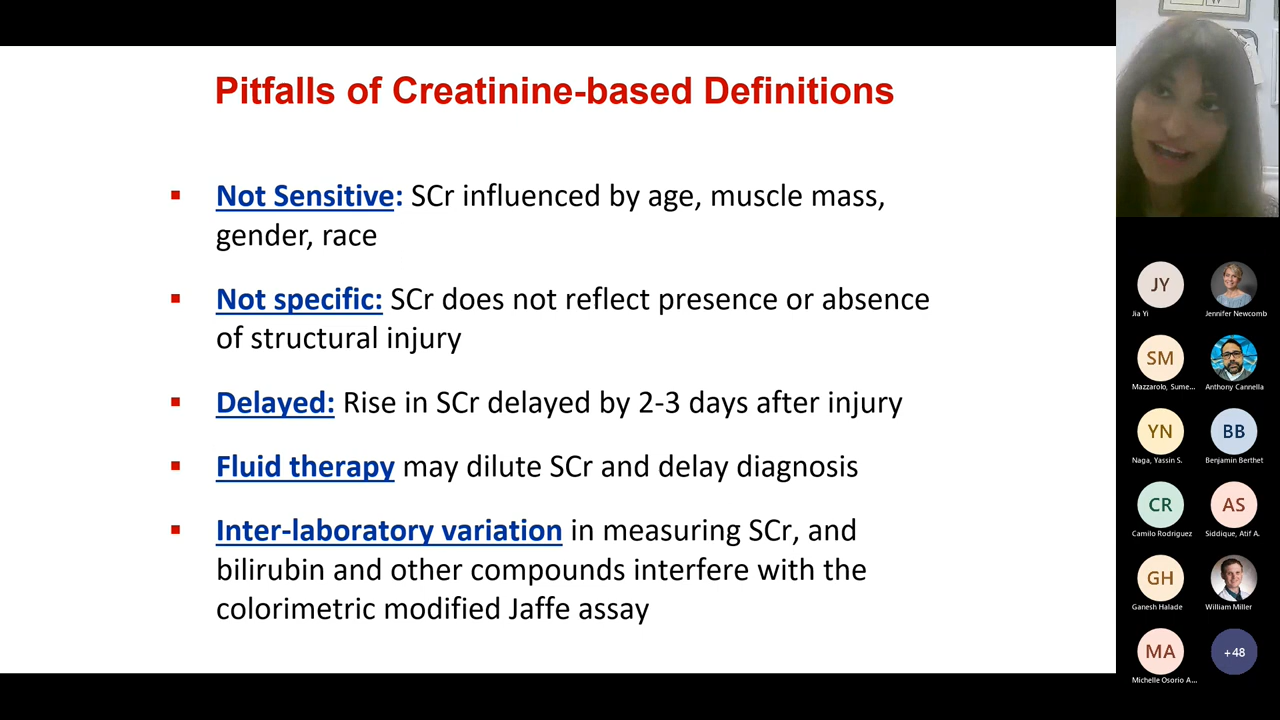 Pitfalls of Creatinine-based Definitions
▪ Not Sensitive: SCr influenced by age, muscle mass,
gender, race
▪ Not specific: SCr does not reflect presence or absence
of structural injury
▪ Delayed: Rise in SCr delayed by 2-3 days after injury
▪ Fluid therapy may dilute SCr and delay diagnosis
▪ Inter-laboratory variation in measuring SCr, and
bilirubin and other compounds interfere with the
colorimetric modified Jaffe assay
W
JY
Jia Yi
Jennifer Newcomb
SM
Mazzarolo, Sume...
Anthony Cannella
YN
Naga, Yassin S.
BB
Benjamin Berthet
CR
Camilo Rodriguez
AS
Siddique, Atif A.
GH
Ganesh Halade
William Miller
MA
Michelle Osorio A...
+48